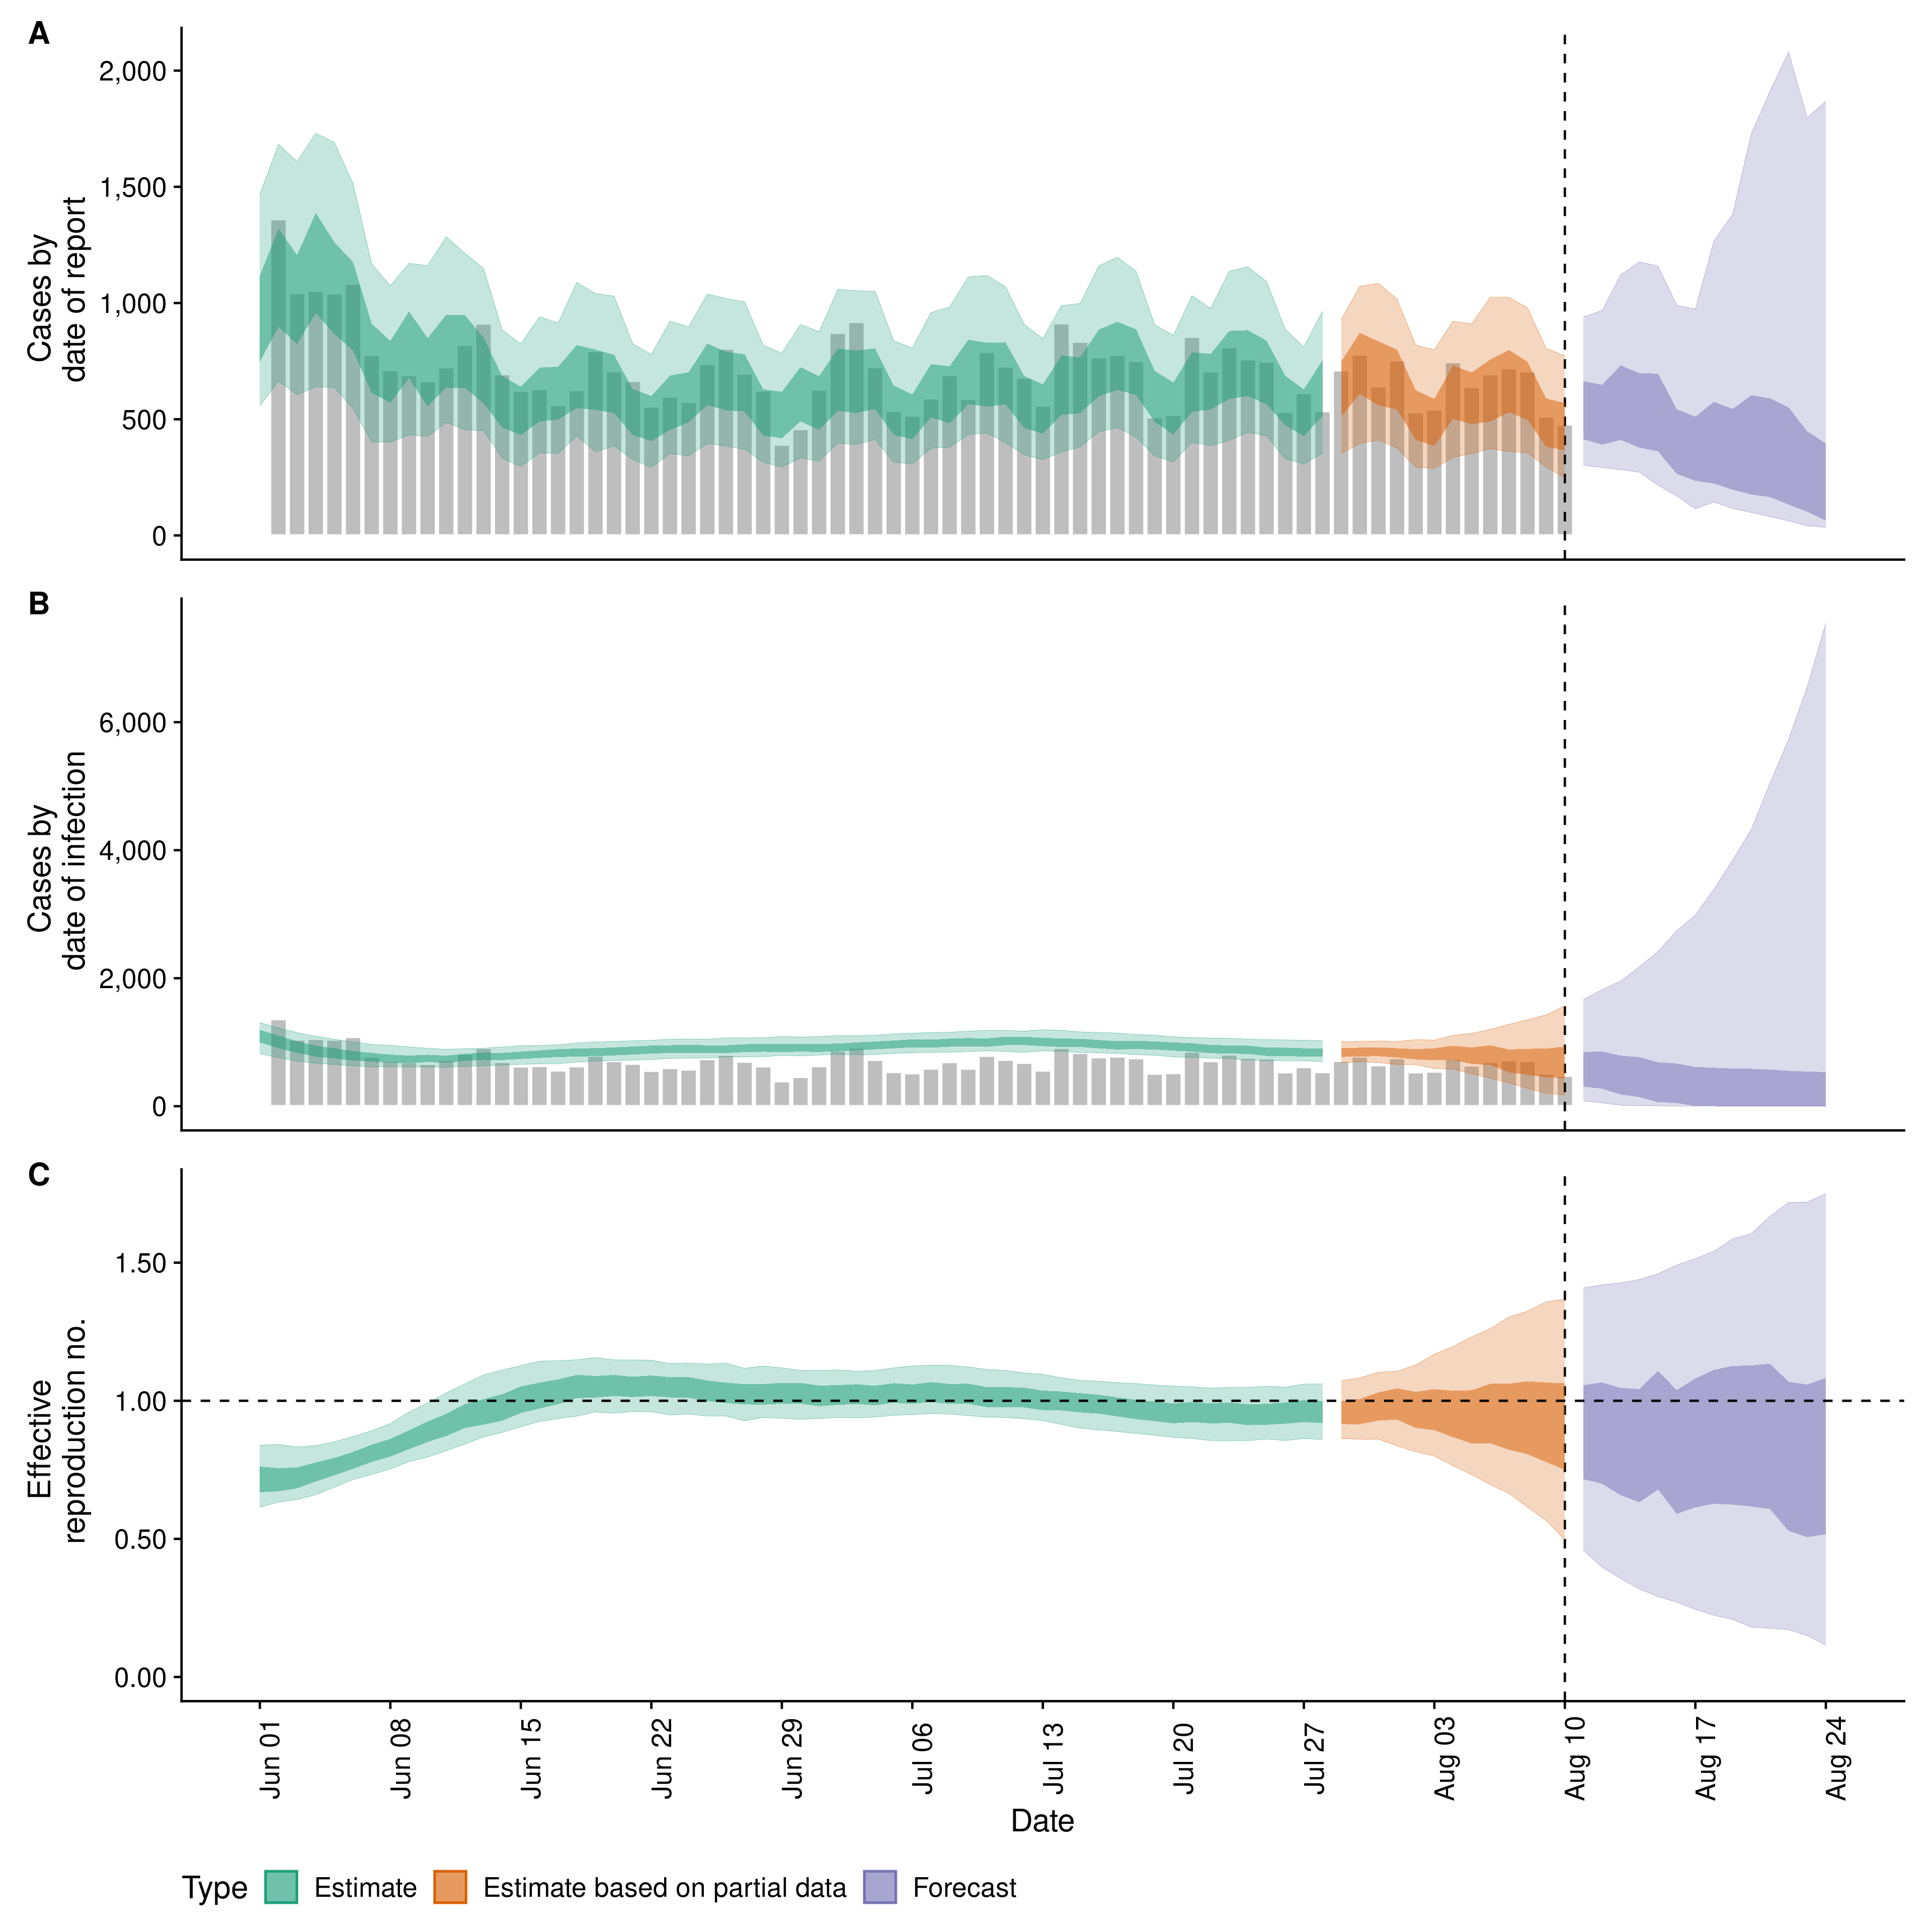 A
Cases by
date of report
2,000
1,500
1,000
500
0
B
Cases by
date of infection
6,000
4,000
2,000
0
C
Effective
reproduction no.
1.50
1.00
0.50
0.00
Jun 01
Jun 08
Jun 15
Jun 22
Jun 29
Jul 06
Jul 13
Jul 20
Jul 27
Aug 03
Aug 10
Aug 17
Aug 24
Date
Type Estimate Estimate based on partial data Forecast